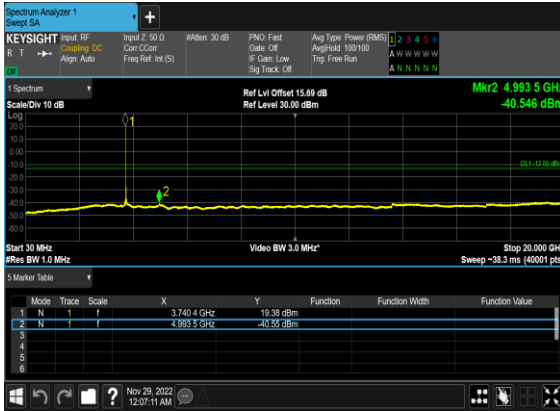 Spectrum Analyzer 1
Swept SA
+
KEYSIGHT Input: RF Input Z: 50 Ω #Atten: 30 dB PNO: Fast Avg Type: Power (RMS) 1 2 3 4 5 6
R T Coupling: DC Corr CCorr Gate: Off Avg|Hold: 100/100 A W W W W W
Align: Auto Freq Ref: Int (S) IF Gain: Low Trig: Free Run
Sig Track: Off A N N N N N
1 Spectrum Ref Lvl Offset 15.69 dB Mkr2 4.993 5 GHz
Scale/Div 10 dB Ref Level 30.00 dBm -40.546 dBm
Log
20.0
10.0
0.00
-10.0
-20.0
-30.0
-40.0
-50.0
-60.0
1
2
DL1 -13.00 dBm
Start 30 MHz Video BW 3.0 MHz* Stop 20.000 GH
#Res BW 1.0 MHz Sweep ~38.3 ms (40001 pts
5 Marker Table
Mode Trace Scale X Y Function Function Width Function Value
1 N 1 f 3.740 4 GHz 19.38 dBm
2 N 1 f 4.993 5 GHz -40.55 dBm
3
4
5
6
? Nov 29, 2022
12:07:11 AM